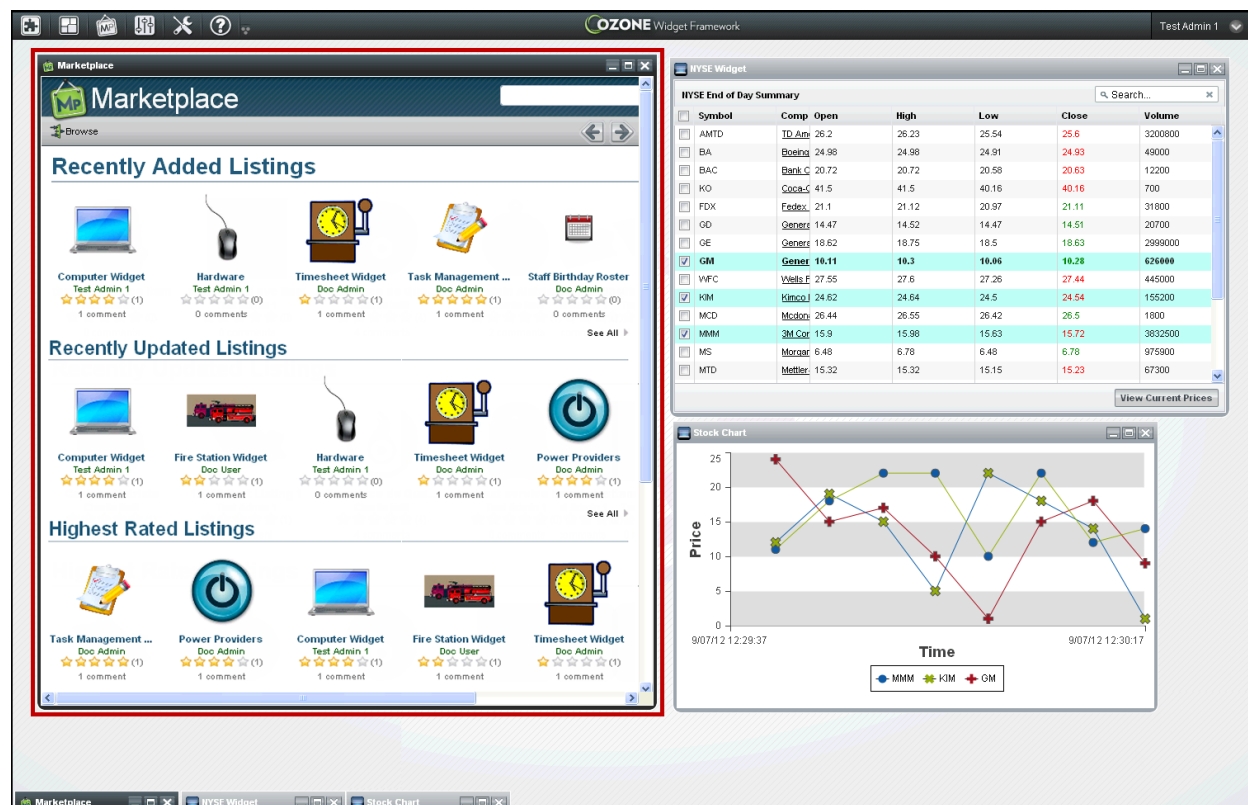 OZONE Widget Framework
Test Admin 1
Marketplace
Mp Marketplace
Browse
Recently Added Listings
Computer Widget
Test Admin 1
(1)
1 comment
Hardware
Test Admin 1
(0)
0 comments
Timesheet Widget
Doc Admin
(1)
1 comment
Task Management ...
Doc Admin
(1)
1 comment
Staff Birthday Roster
Doc Admin
(0)
0 comments
See All
Recently Updated Listings
Computer Widget
Test Admin 1
(1)
1 comment
Fire Station Widget
Doc User
(1)
1 comment
Hardware
Test Admin 1
(0)
0 comments
Timesheet Widget
Doc Admin
(1)
1 comment
Power Providers
Doc Admin
(1)
1 comment
See All
Highest Rated Listings
Task Management ...
Doc Admin
(1)
1 comment
Power Providers
Doc Admin
(1)
1 comment
Computer Widget
Test Admin 1
(1)
1 comment
Fire Station Widget
Doc User
(1)
1 comment
Timesheet Widget
Doc Admin
(1)
1 comment
NYSE Widget
NYSE End of Day Summary
Search...
Symbol Comp Open High Low Close Volume
AMTD TD Am 26.2 26.23 25.54 25.6 3200800
BA Boeing 24.98 24.98 24.91 24.93 49000
BAC Bank C 20.72 20.72 20.58 20.63 12200
KO Coca-C 41.5 41.5 40.16 40.16 700
FDX Fedex 21.1 21.12 20.97 21.11 31800
GD Genera 14.47 14.52 14.47 14.51 20700
GE Genera 18.62 18.75 18.5 18.63 2999000
GM Gener 10.11 10.3 10.06 10.28 626000
WFC Wells F 27.55 27.6 27.26 27.44 445000
KIM Kimco 24.62 24.64 24.5 24.54 155200
MCD Mcdon 26.44 26.55 26.42 26.5 1800
MMM 3M Cor 15.9 15.98 15.63 15.72 3832500
MS Morgan 6.48 6.78 6.48 6.78 975900
MTD Mettler- 15.32 15.32 15.15 15.23 67300
View Current Prices
Stock Chart
25
20
15
10
5
0
Price
9/07/12 12:29:37
9/07/12 12:30:17
Time
MMM KIM GM
Marketplace
NYSE Widget
Stock Chart